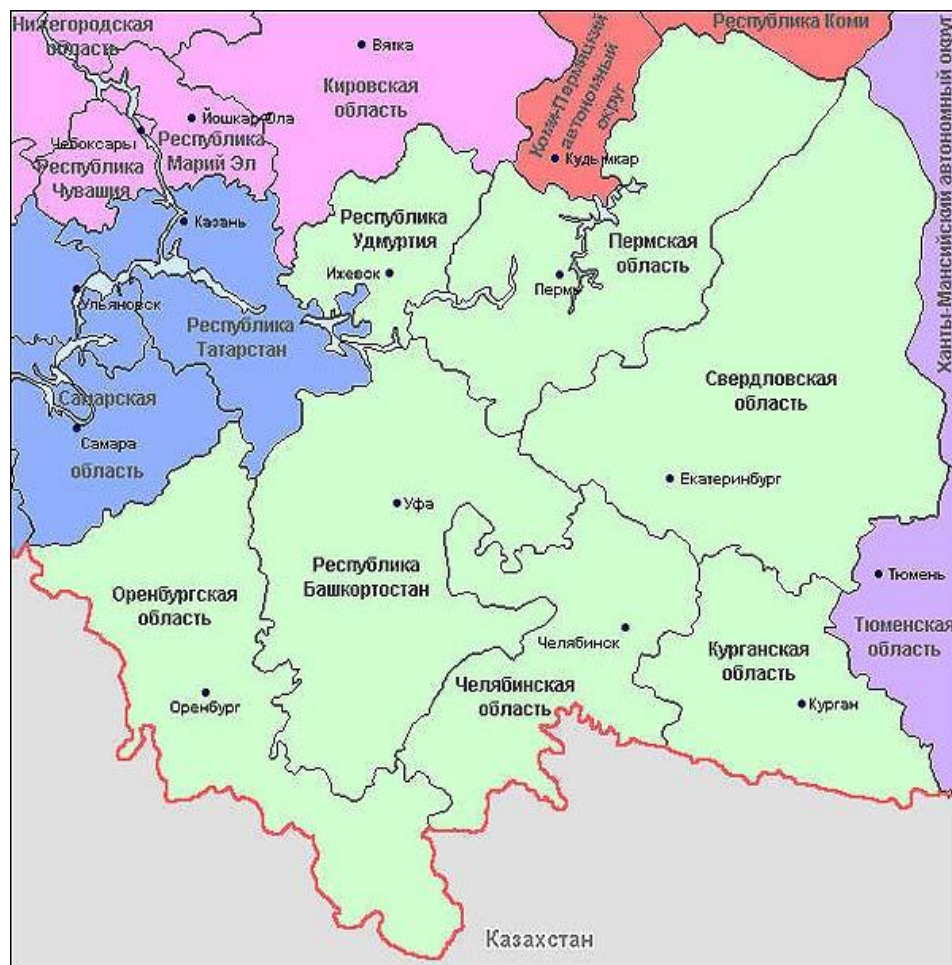 Нижегородская
область
Республика Коми
Вятка
Кировская
область
Коми-Пермяцкий
автономный
округ
Ханты-Мансийский автономный округ
Йошкар-Ола
Чебоксары
Республика
Марий Эл
Республика
Чувашия
Кудымкар
Казань
Республика
Удмуртия
Пермская
область
Ижевск
Пермь
Ульяновск
Республика
Татарстан
Свердловская
область
Самарская
Самара
область
Екатеринбург
Уфа
Республика
Башкортостан
Оренбургская
область
Тюмень
Тюменская
область
Челябинск
Курганская
область
Челябинская
область
Оренбург
Курган
Казахстан